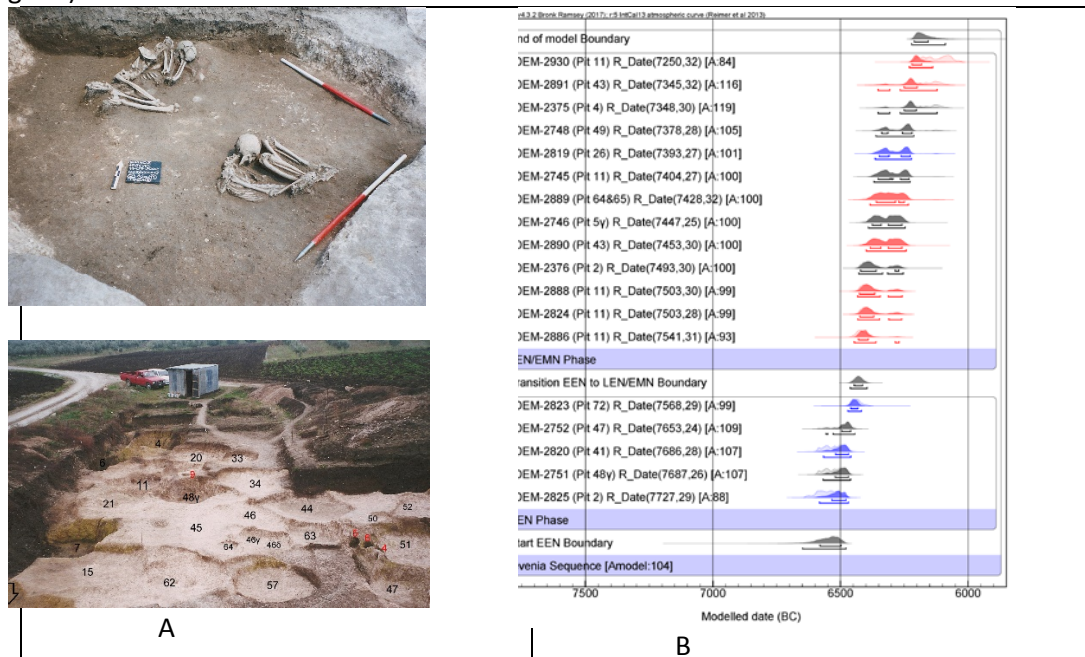 v4.3.2 Bronk Ramsey (2017); r:5 IntCal13 atmospheric curve (Reimer et al 2013)
nd of model Boundary
DEM-2930 (Pit 11) R_Date(7250,32) [A:84]
DEM-2891 (Pit 43) R_Date(7345,32) [A:116]
DEM-2375 (Pit 4) R_Date(7348,30) [A:119]
DEM-2748 (Pit 49) R_Date(7378,28) [A:105]
DEM-2819 (Pit 26) R_Date(7393,27) [A:101]
DEM-2745 (Pit 11) R_Date(7404,27) [A:100]
DEM-2889 (Pit 64&65) R_Date(7428,32) [A:100]
DEM-2746 (Pit 5γ) R_Date(7447,25) [A:100]
DEM-2890 (Pit 43) R_Date(7453,30) [A:100]
DEM-2376 (Pit 2) R_Date(7493,30) [A:100]
DEM-2888 (Pit 11) R_Date(7503,30) [A:99]
DEM-2824 (Pit 11) R_Date(7503,28) [A:99]
DEM-2886 (Pit 11) R_Date(7541,31) [A:93]
EN/EMN Phase
ransition EEN to LEN/EMN Boundary
DEM-2823 (Pit 72) R_Date(7568,29) [A:99]
DEM-2752 (Pit 47) R_Date(7653,24) [A:109]
DEM-2820 (Pit 41) R_Date(7686,28) [A:107]
DEM-2751 (Pit 48γ) R_Date(7687,26) [A:107]
DEM-2825 (Pit 2) R_Date(7727,29) [A:88]
EN Phase
tart EEN Boundary
venia Sequence [Amodel:104]
7500 7000 6500 6000
Modelled date (BC)
4
6
20 33
9
11 34
48γ
21
44 52
46 50
45
46γ 63
64 466 51
7
15
62 57 47
A
B